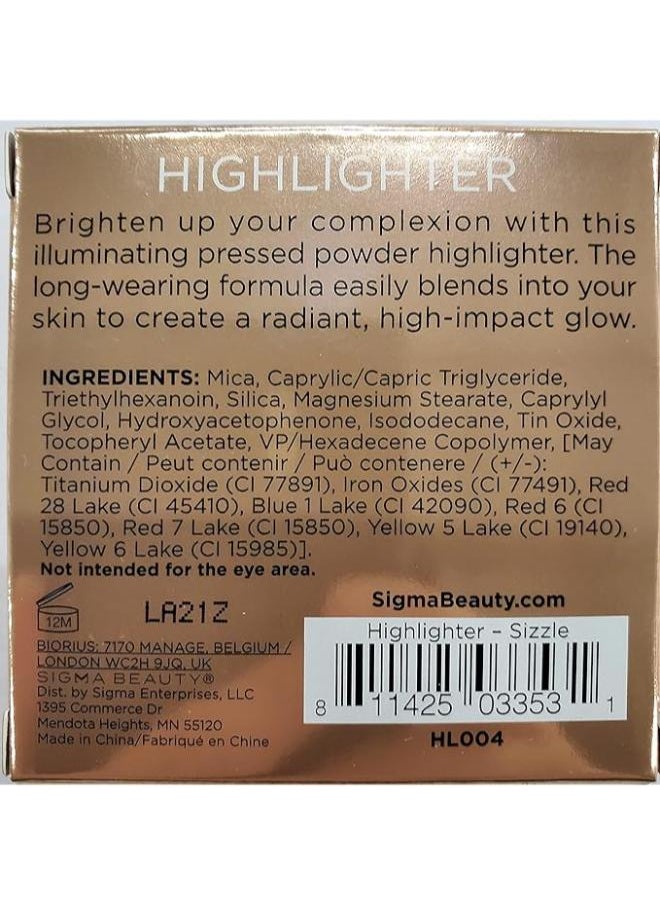 HIGHLIGHTER
Brighten up your complexion with this
illuminating pressed powder highlighter. The
long-wearing formula easily blends into your
skin to create a radiant, high-impact glow.
INGREDIENTS: Mica, Caprylic/Capric Triglyceride,
Triethylhexanoin, Silica, Magnesium Stearate, Caprylyl
Glycol, Hydroxyacetophenone, Isododecane, Tin Oxide,
Tocopheryl Acetate, VP/Hexadecene Copolymer, [May
Contain / Peut contenir / Può contenere / (+/-):
Titanium Dioxide (CI 77891), Iron Oxides (CI 77491), Red
28 Lake (CI 45410), Blue 1 Lake (CI 42090), Red 6 (CI
15850), Red 7 Lake (CI 15850), Yellow 5 Lake (CI 19140),
Yellow 6 Lake (CI 15985)].
Not intended for the eye area.
12M
LA21Z
BIORIUS: 7170 MANAGE, BELGIUM /
LONDON WC2H 9JQ, UK
SIGMA BEAUTY®
Dist. by Sigma Enterprises, LLC
1395 Commerce Dr
Mendota Heights, MN 55120
Made in China/Fabriqué en Chine
SigmaBeauty.com
Highlighter - Sizzle
8 11425 03353 1
HL004